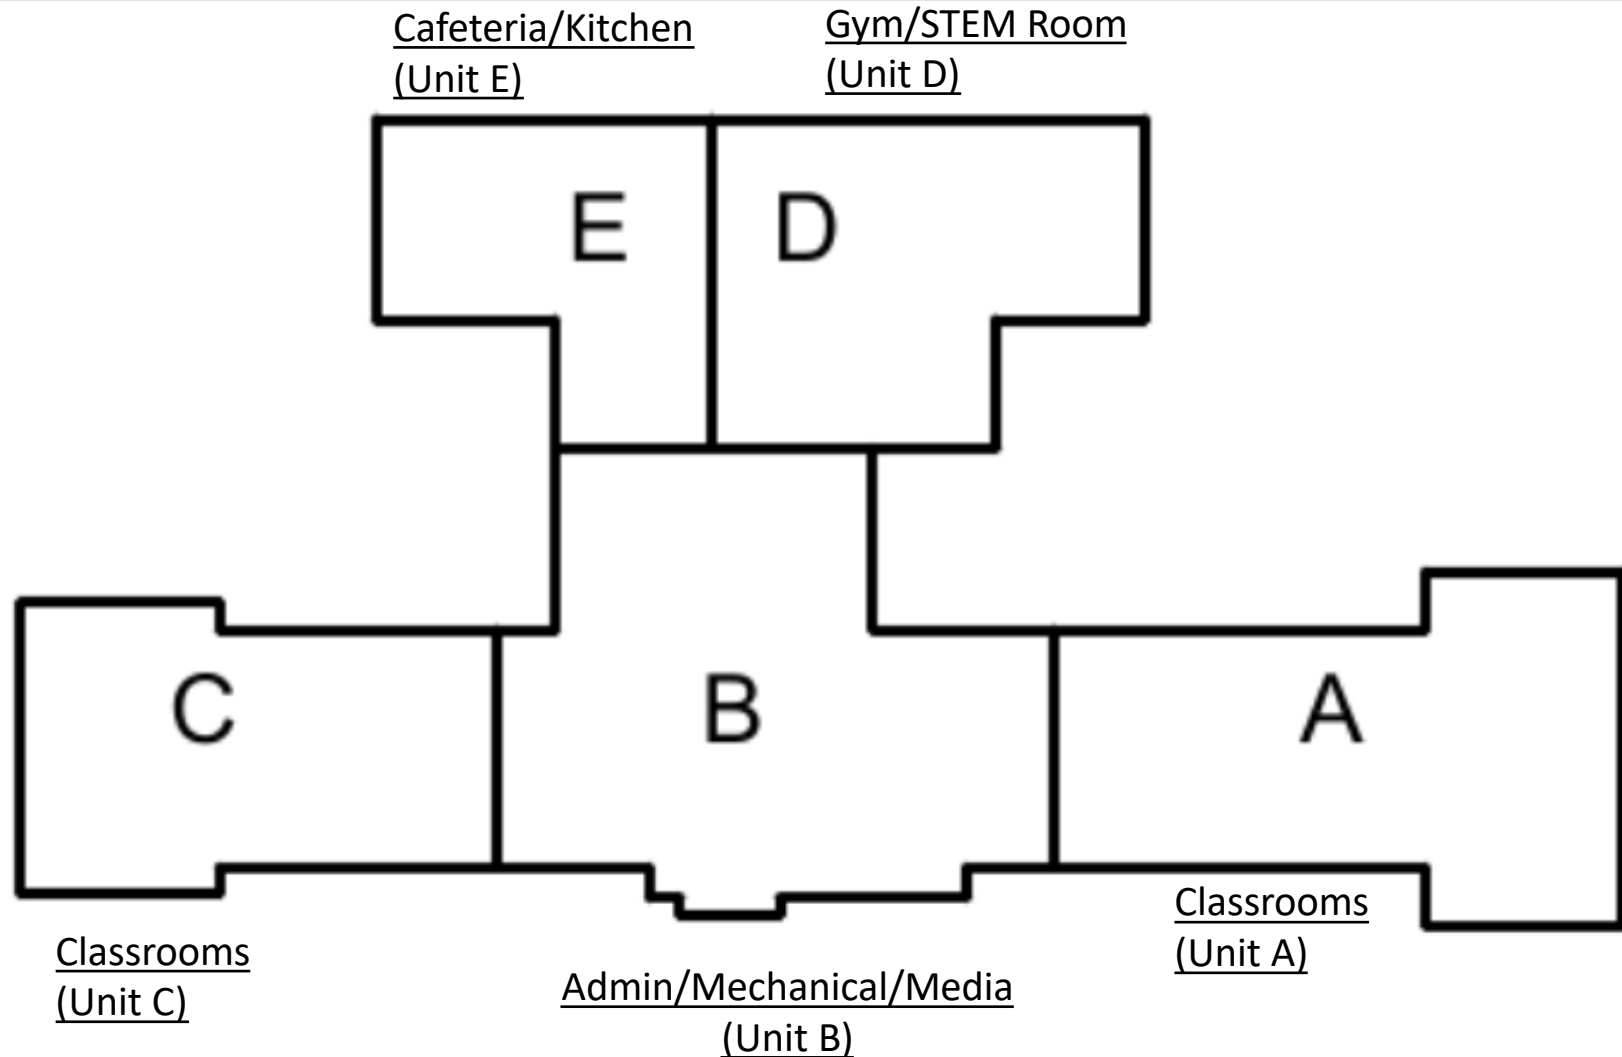 Cafeteria/Kitchen
(Unit E)
Gym/STEM Room
(Unit D)
E
D
C
B
A
Classrooms
(Unit A)
Classrooms
(Unit C)
Admin/Mechanical/Media
(Unit B)